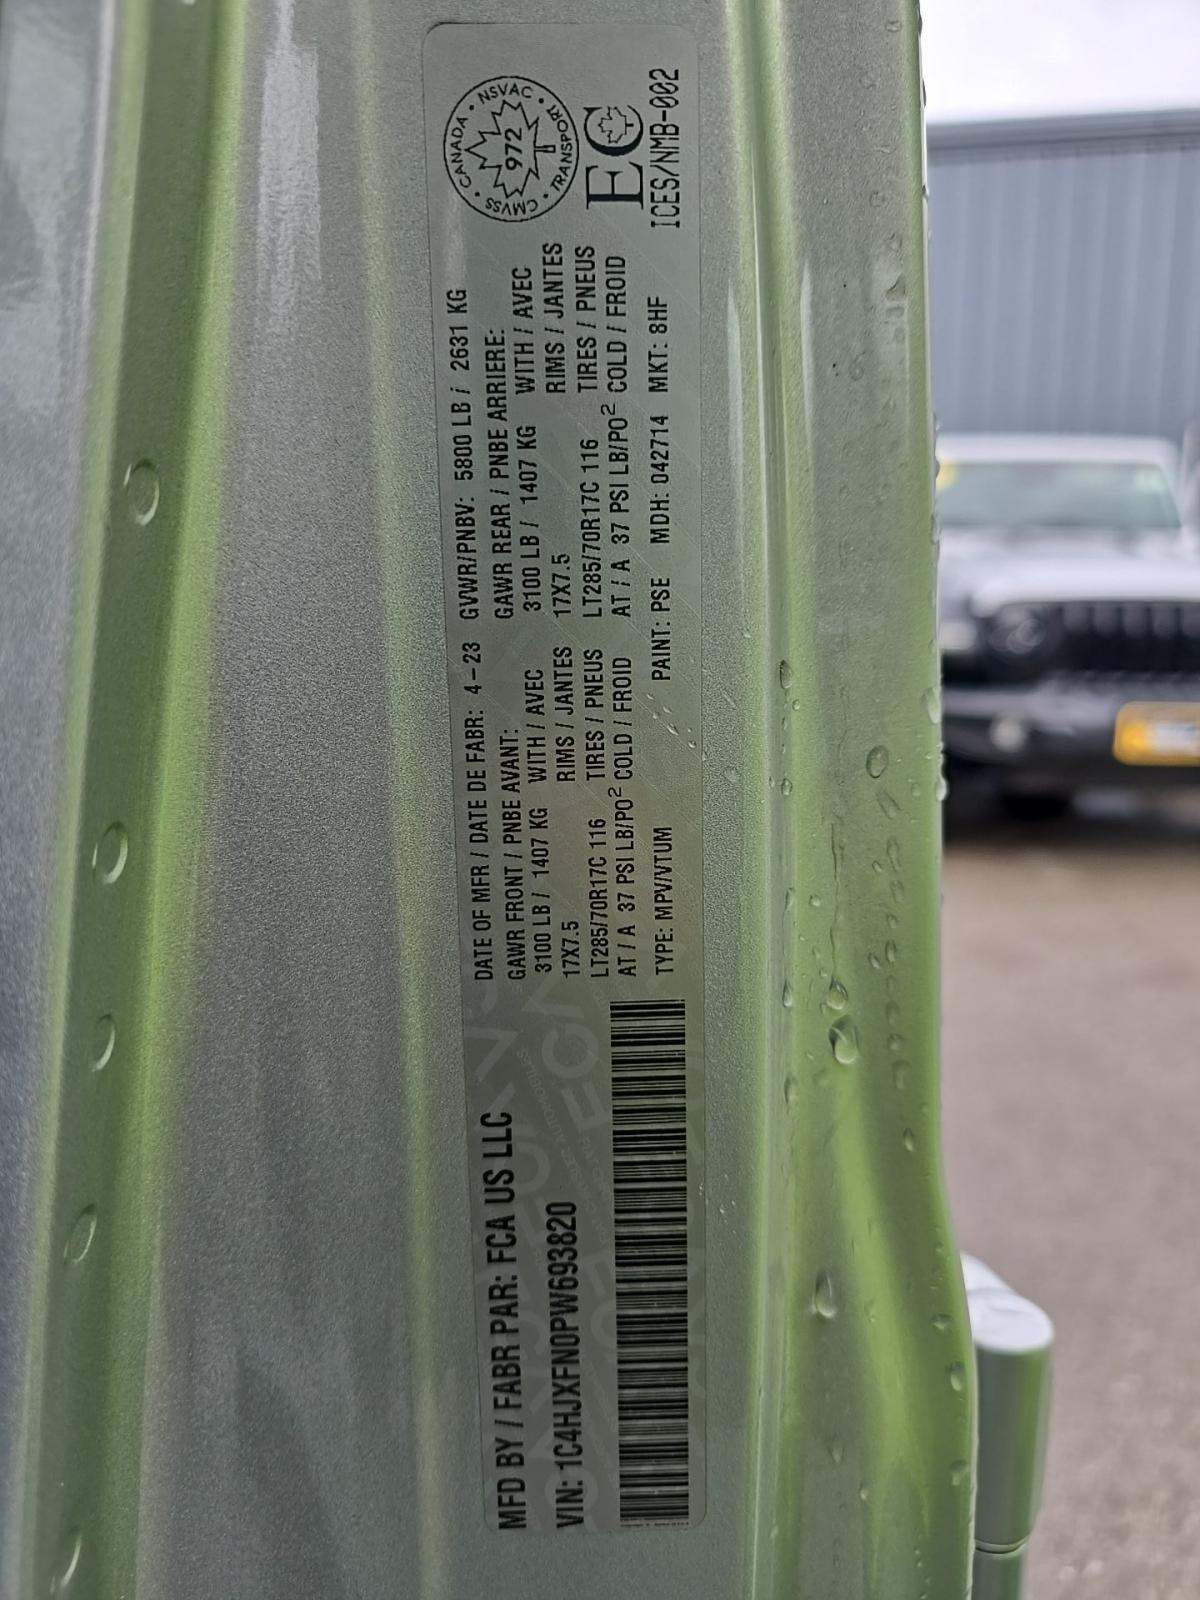 MFD BY / FABR PAR: FCA US LLC
VIN: 1C4HJXFN0PW693820
DATE OF MFR / DATE DE FABR: 4-23 GVWR/PNBV: 5800 LB / 2631 KG
GAWR FRONT / PNBE AVANT: GAWR REAR / PNBE ARRIERE:
3100 LB / 1407 KG WITH / AVEC 3100 LB / 1407 KG WITH / AVEC
17X7.5 RIMS / JANTES 17X7.5 RIMS / JANTES
LT285/70R17C 116 TIRES / PNEUS LT285/70R17C 116 TIRES / PNEUS
AT / A 37 PSI LB/PO² COLD / FROID AT / A 37 PSI LB/PO² COLD / FROID
TYPE: MPV/VTUM PAINT: PSE MDH: 042714 MKT: 8HF
CANADA • NSVAC • TRANSPORT • CMVSS •
972
EC
ICES/NMB-002